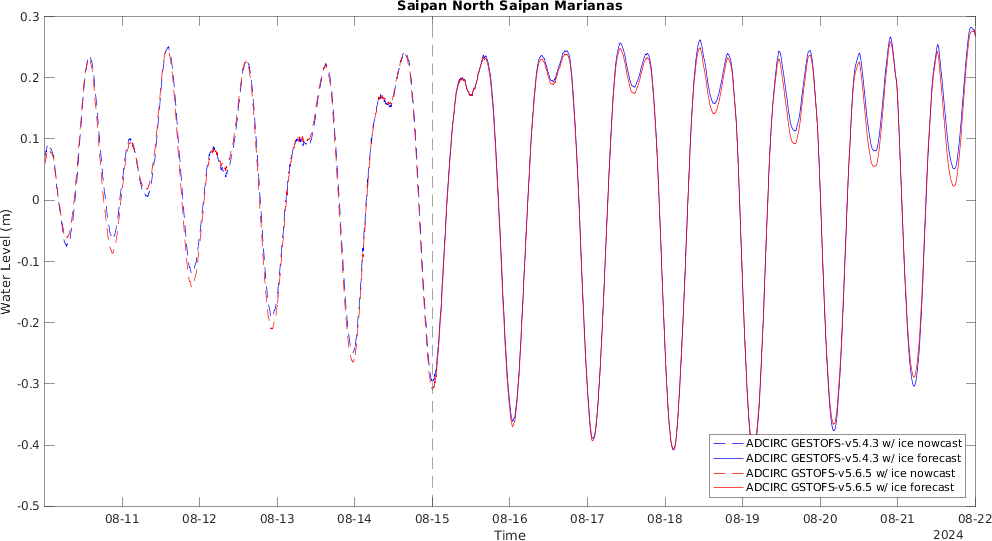 Saipan North Saipan Marianas
0.3
0.2
0.1
0
-0.1
-0.2
-0.3
-0.4
-0.5
Water Level (m)
ADCIRC GESTOFS-v5.4.3 w/ ice nowcast
ADCIRC GESTOFS-v5.4.3 w/ ice forecast
ADCIRC GSTOFS-v5.6.5 w/ ice nowcast
ADCIRC GSTOFS-v5.6.5 w/ ice forecast
08-11 08-12 08-13 08-14 08-15 08-16 08-17 08-18 08-19 08-20 08-21 08-22
Time
2024